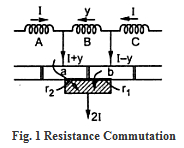 I y I
A B C
I+y I–y
a b
r₂ r₁
2I
Fig. 1 Resistance Commutation